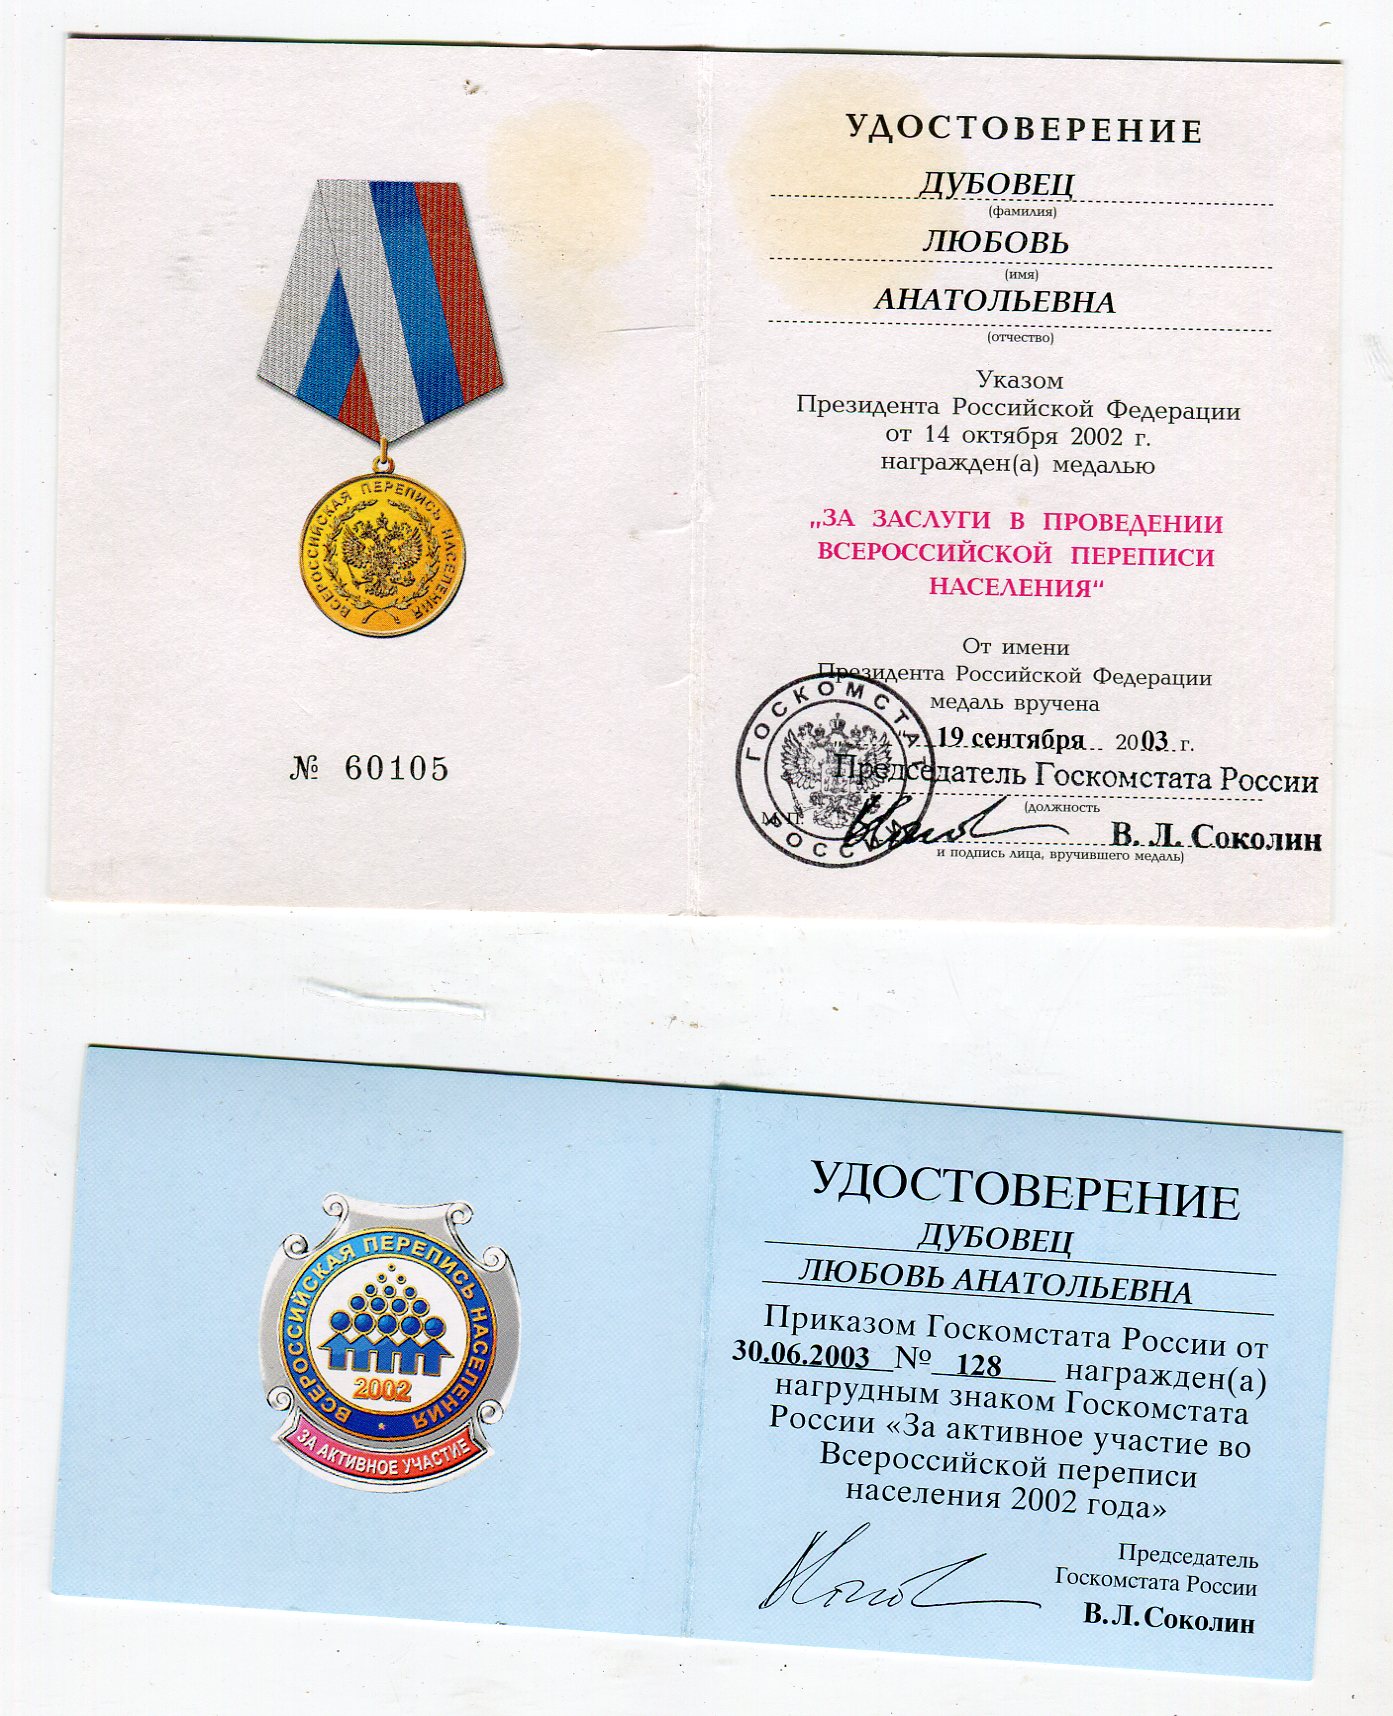 ВСЕРОССИЙСКАЯ ПЕРЕПИСЬ НАСЕЛЕНИЯ
№ 60105
УДОСТОВЕРЕНИЕ
ДУБОВЕЦ
(фамилия)
ЛЮБОВЬ
(имя)
АНАТОЛЬЕВНА
(отчество)
Указом
Президента Российской Федерации
от 14 октября 2002 г.
награжден(а) медалью
„ЗА ЗАСЛУГИ В ПРОВЕДЕНИИ
ВСЕРОССИЙСКОЙ ПЕРЕПИСИ
НАСЕЛЕНИЯ“
От имени
Президента Российской Федерации
медаль вручена
19 сентября 2003 г.
Председатель Госкомстата России
(должность
М. П.
В. Л. Соколин
и подпись лица, вручившего медаль)
ГОСКОМСТАТ РОССИИ
ВСЕРОССИЙСКАЯ ПЕРЕПИСЬ НАСЕЛЕНИЯ
2002
ЗА АКТИВНОЕ УЧАСТИЕ
УДОСТОВЕРЕНИЕ
ДУБОВЕЦ
ЛЮБОВЬ АНАТОЛЬЕВНА
Приказом Госкомстата России от
30.06.2003 № 128 награжден(а)
нагрудным знаком Госкомстата
России «За активное участие во
Всероссийской переписи
населения 2002 года»
Председатель
Госкомстата России
В.Л.Соколин